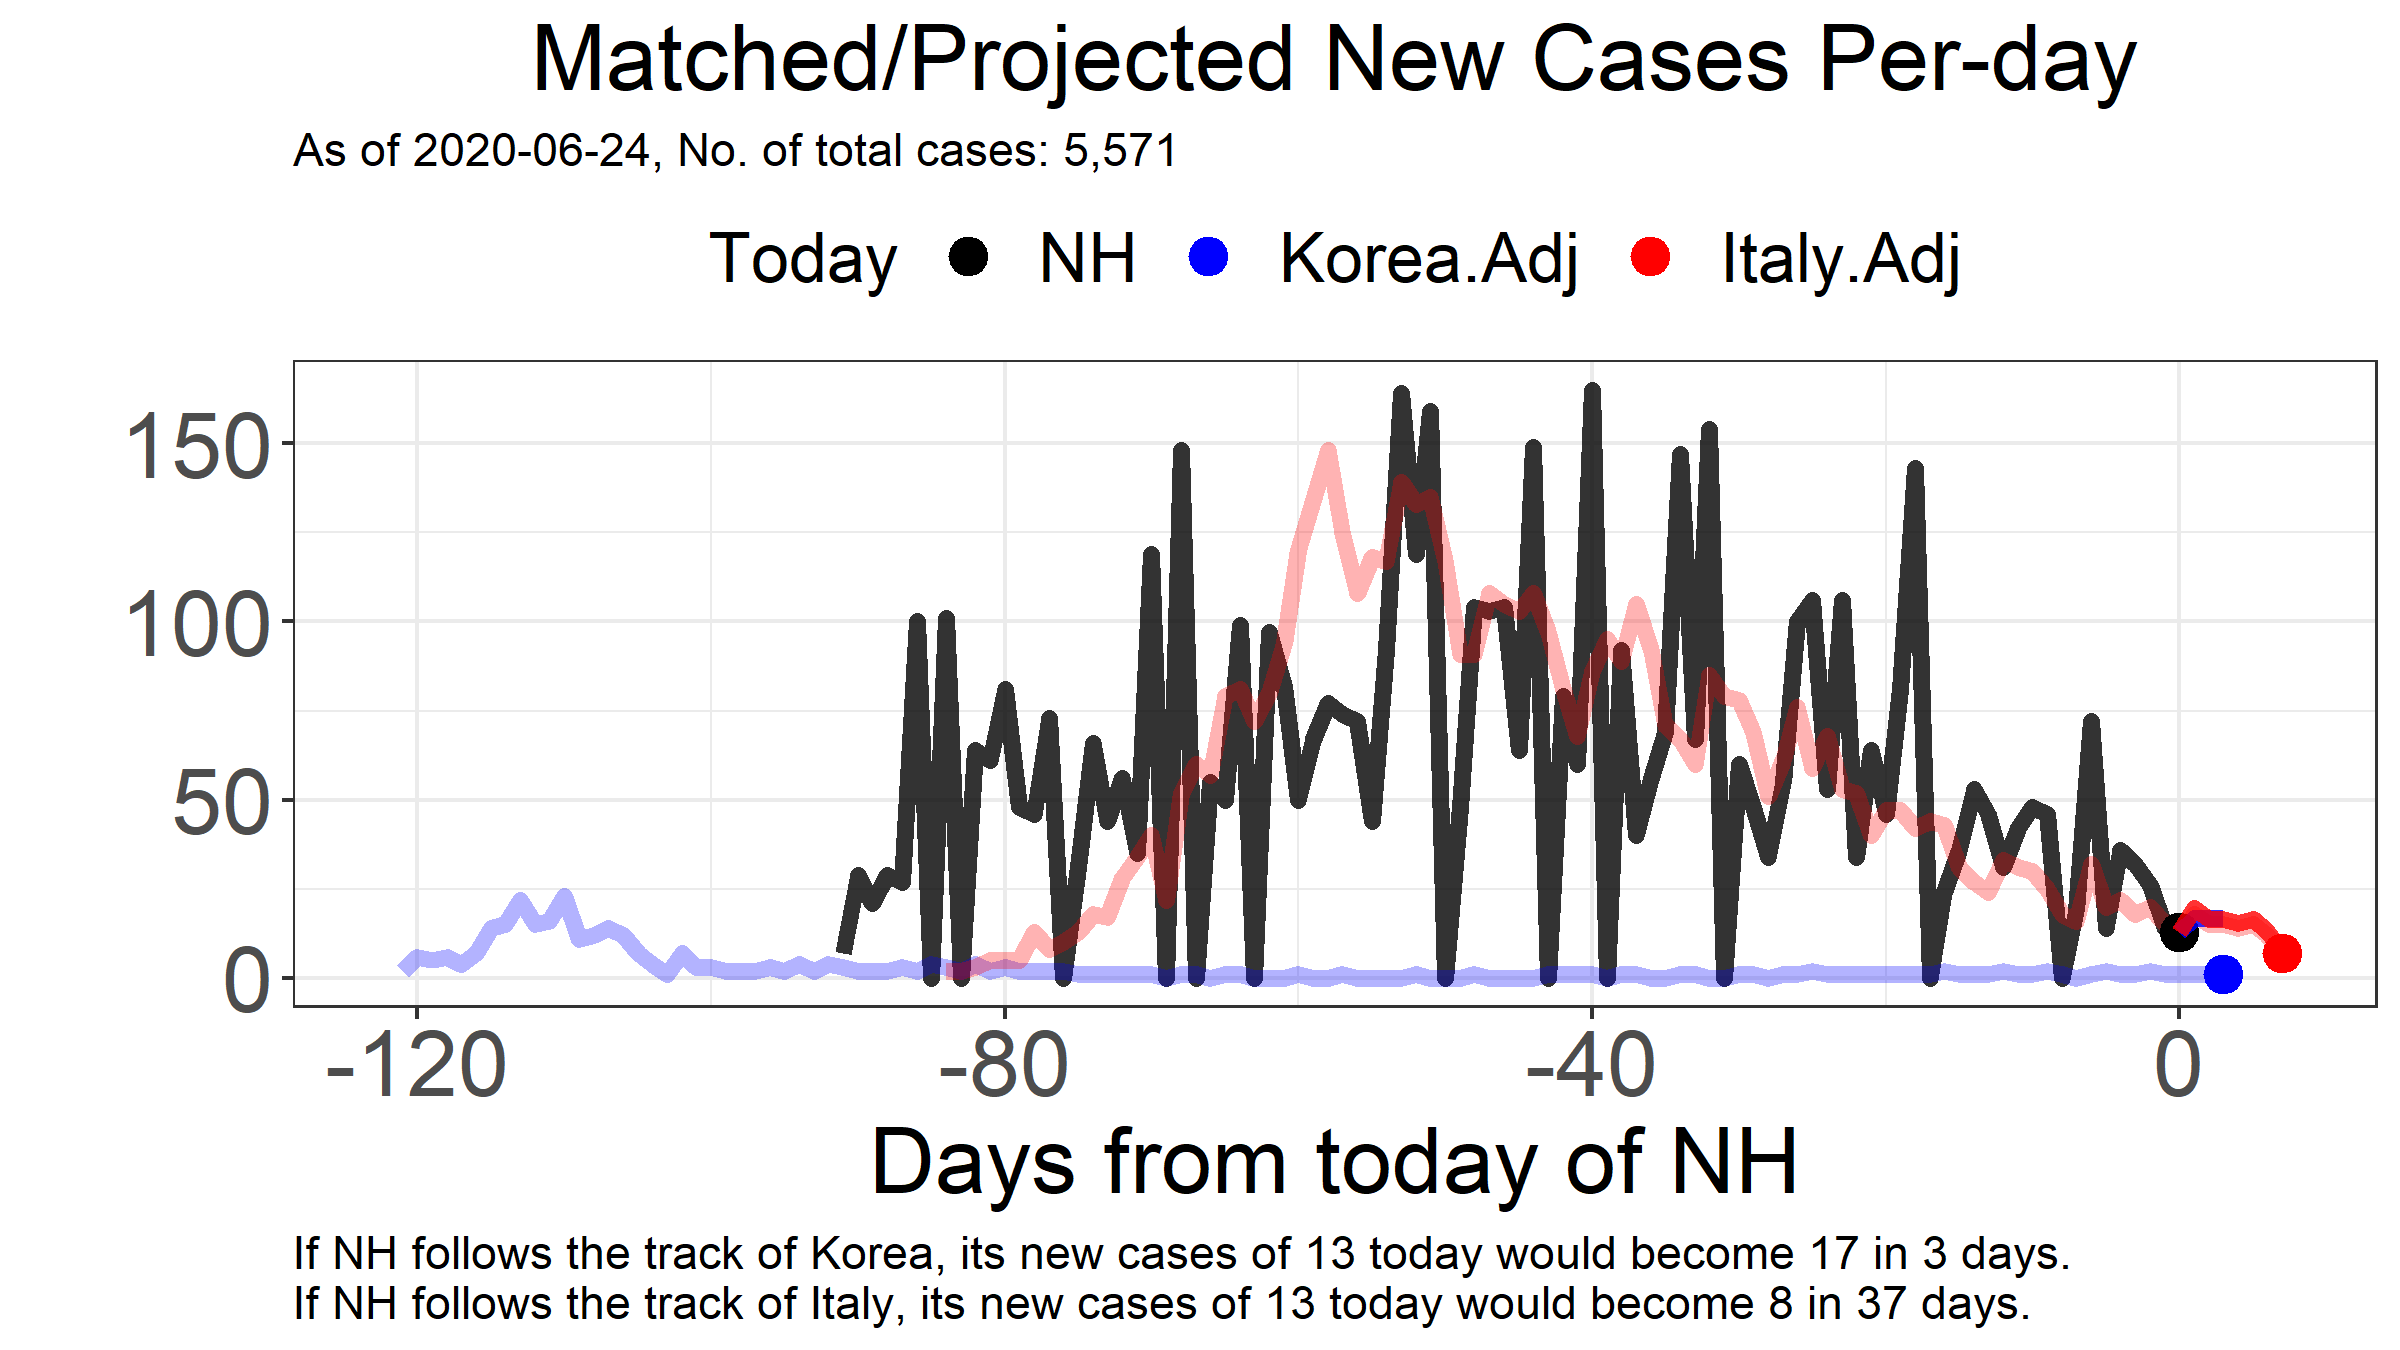 Matched/Projected New Cases Per-day
As of 2020-06-24, No. of total cases: 5,571
Today NH Korea.Adj Italy.Adj
150
100
50
0
-120 -80 -40 0
Days from today of NH
If NH follows the track of Korea, its new cases of 13 today would become 17 in 3 days.
If NH follows the track of Italy, its new cases of 13 today would become 8 in 37 days.